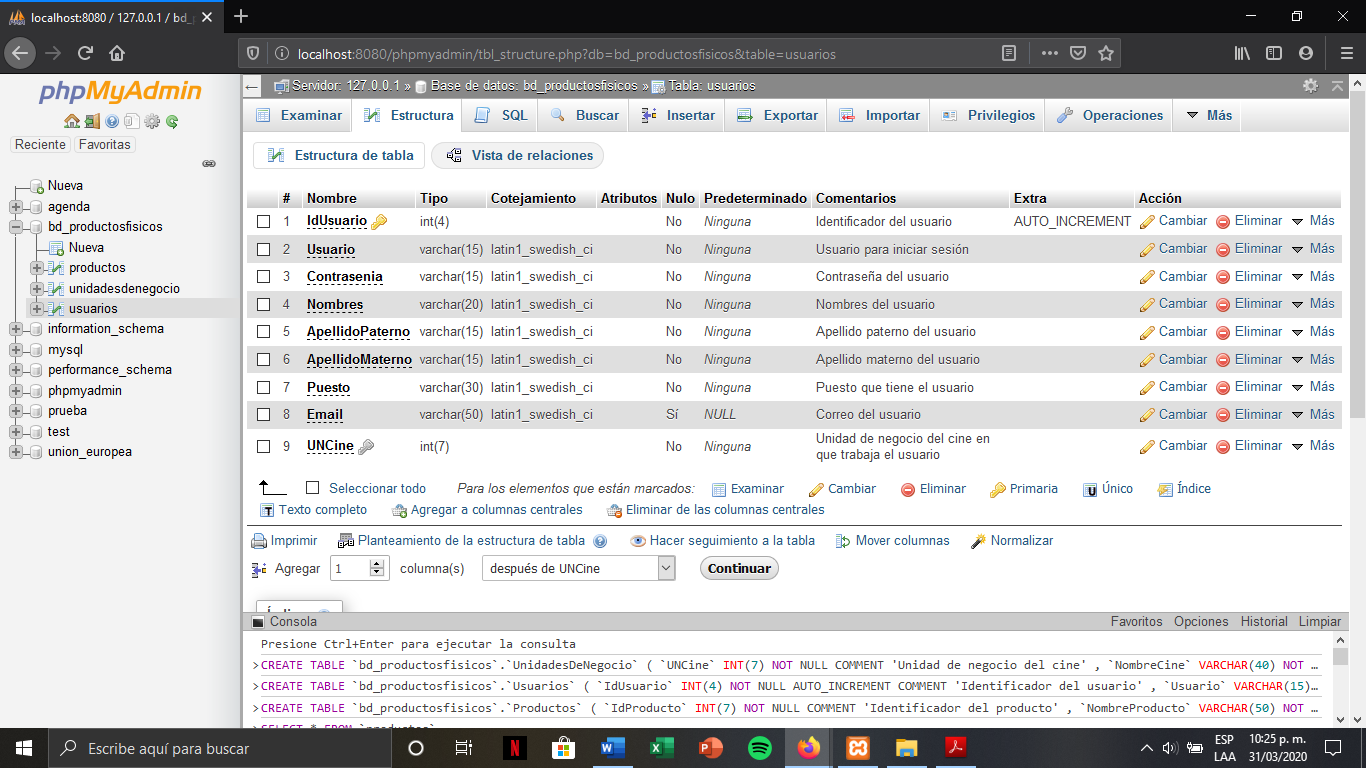 localhost:8080 / 127.0.0.1 / bd_
localhost:8080/phpmyadmin/tbl_structure.php?db=bd_productosfisicos&table=usuarios
phpMyAdmin
Reciente Favoritas
Nueva
agenda
bd_productosfisicos
Nueva
productos
unidadesdenegocio
usuarios
information_schema
mysql
performance_schema
phpmyadmin
prueba
test
union_europea
Servidor: 127.0.0.1 » Base de datos: bd_productosfisicos » Tabla: usuarios
Examinar Estructura SQL Buscar Insertar Exportar Importar Privilegios Operaciones Más
Estructura de tabla Vista de relaciones
# Nombre Tipo Cotejamiento Atributos Nulo Predeterminado Comentarios Extra Acción
1 IdUsuario int(4) No Ninguna Identificador del usuario AUTO_INCREMENT Cambiar Eliminar Más
2 Usuario varchar(15) latin1_swedish_ci No Ninguna Usuario para iniciar sesión Cambiar Eliminar Más
3 Contrasenia varchar(15) latin1_swedish_ci No Ninguna Contraseña del usuario Cambiar Eliminar Más
4 Nombres varchar(20) latin1_swedish_ci No Ninguna Nombres del usuario Cambiar Eliminar Más
5 ApellidoPaterno varchar(15) latin1_swedish_ci No Ninguna Apellido paterno del usuario Cambiar Eliminar Más
6 ApellidoMaterno varchar(15) latin1_swedish_ci No Ninguna Apellido materno del usuario Cambiar Eliminar Más
7 Puesto varchar(30) latin1_swedish_ci No Ninguna Puesto que tiene el usuario Cambiar Eliminar Más
8 Email varchar(50) latin1_swedish_ci Sí NULL Correo del usuario Cambiar Eliminar Más
9 UNCine int(7) No Ninguna Unidad de negocio del cine en que trabaja el usuario Cambiar Eliminar Más
Seleccionar todo Para los elementos que están marcados: Examinar Cambiar Eliminar Primaria Único Índice
Texto completo Agregar a columnas centrales Eliminar de las columnas centrales
Imprimir Planteamiento de la estructura de tabla Hacer seguimiento a la tabla Mover columnas Normalizar
Agregar 1 columna(s) después de UNCine Continuar
Consola Favoritos Opciones Historial Limpiar
Presione Ctrl+Enter para ejecutar la consulta
>CREATE TABLE `bd_productosfisicos`.`UnidadesDeNegocio` ( `UNCine` INT(7) NOT NULL COMMENT 'Unidad de negocio del cine' , `NombreCine` VARCHAR(40) NOT …
>CREATE TABLE `bd_productosfisicos`.`Usuarios` ( `IdUsuario` INT(4) NOT NULL AUTO_INCREMENT COMMENT 'Identificador del usuario' , `Usuario` VARCHAR(15)…
>CREATE TABLE `bd_productosfisicos`.`Productos` ( `IdProducto` INT(7) NOT NULL COMMENT 'Identificador del producto' , `NombreProducto` VARCHAR(50) NOT …
>SELECT * FROM `productos`
Escribe aquí para buscar
ESP 10:25 p. m.
LAA 31/03/2020